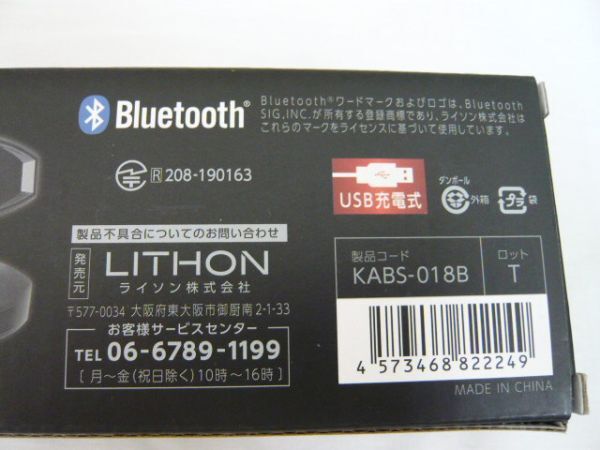 Bluetooth®
Bluetooth®ワードマークおよびロゴは、Bluetooth
SIG,INC.が所有する登録商標であり、ライソン株式会社は
これらのマークをライセンスに基づいて使用しています。
R 208-190163
USB充電式
ダンボール
外箱
プラ
袋
製品不具合についてのお問い合わせ
発売元
LITHON
ライソン株式会社
〒577-0034 大阪府東大阪市御厨南2-1-33
お客様サービスセンター
TEL 06-6789-1199
[ 月～金(祝日除く)10時～16時 ]
製品コード
KABS-018B
ロット
T
4 573468 822249
MADE IN CHINA